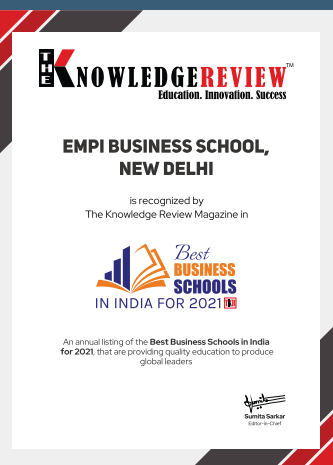 THE KNOWLEDGE REVIEW™
Education. Innovation. Success
EMPI BUSINESS SCHOOL,
NEW DELHI
is recognized by
The Knowledge Review Magazine in
Best
BUSINESS
SCHOOLS
IN INDIA FOR 2021
An annual listing of the Best Business Schools in India
for 2021, that are providing quality education to produce
global leaders
Sumita Sarkar
Editor-in-Chief